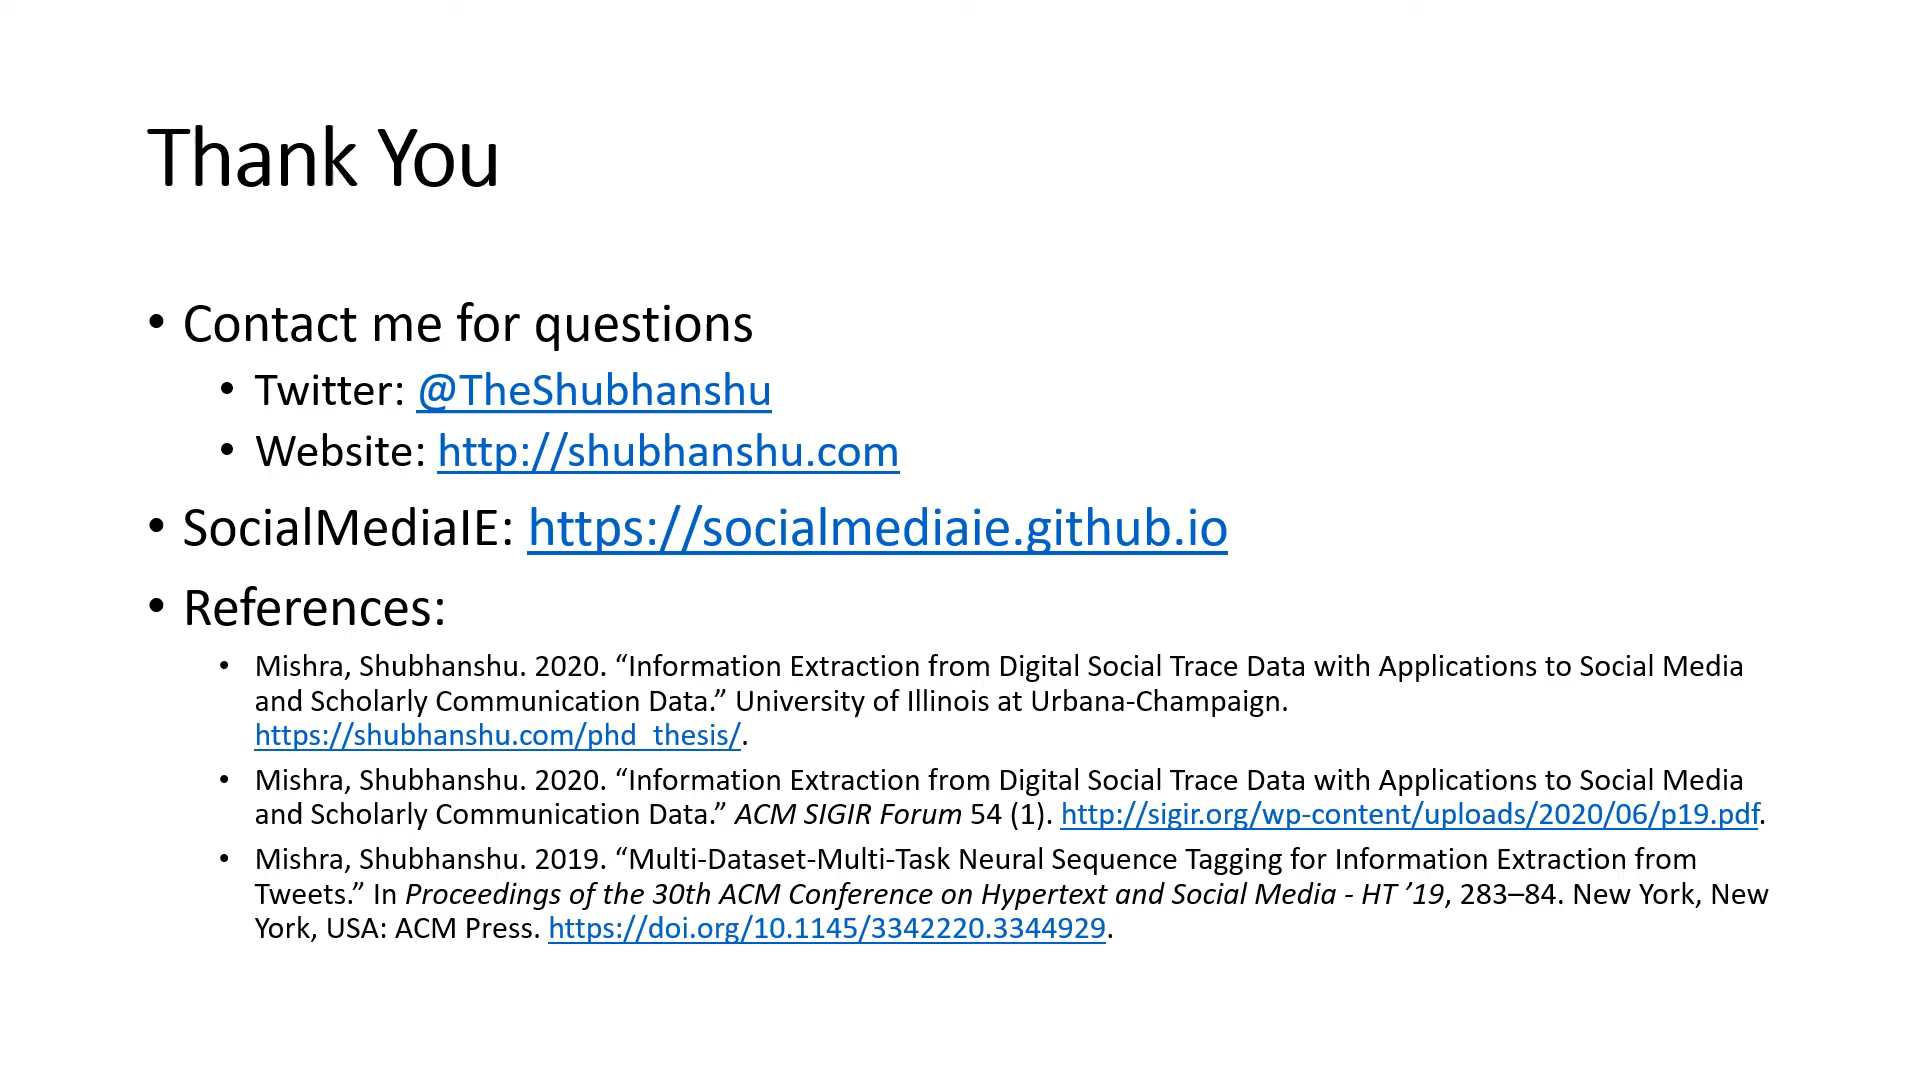 Thank You
• Contact me for questions
• Twitter: @TheShubhanshu
• Website: http://shubhanshu.com
• SocialMediaIE: https://socialmediaie.github.io
• References:
• Mishra, Shubhanshu. 2020. “Information Extraction from Digital Social Trace Data with Applications to Social Media
and Scholarly Communication Data.” University of Illinois at Urbana-Champaign.
https://shubhanshu.com/phd_thesis/.
• Mishra, Shubhanshu. 2020. “Information Extraction from Digital Social Trace Data with Applications to Social Media
and Scholarly Communication Data.” ACM SIGIR Forum 54 (1). http://sigir.org/wp-content/uploads/2020/06/p19.pdf.
• Mishra, Shubhanshu. 2019. “Multi-Dataset-Multi-Task Neural Sequence Tagging for Information Extraction from
Tweets.” In Proceedings of the 30th ACM Conference on Hypertext and Social Media - HT ’19, 283–84. New York, New
York, USA: ACM Press. https://doi.org/10.1145/3342220.3344929.